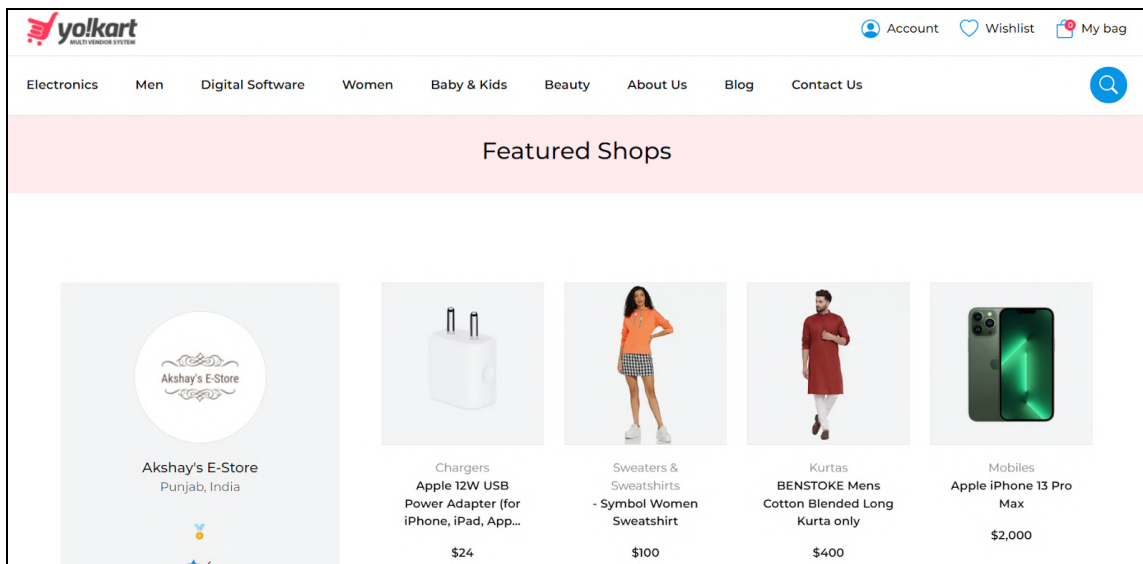 yo!kart
MULTI VENDOR SYSTEM
Account
Wishlist
0
My bag
Electronics
Men
Digital Software
Women
Baby & Kids
Beauty
About Us
Blog
Contact Us
Featured Shops
Akshay's E-Store
Akshay's E-Store
Punjab, India
Chargers
Apple 12W USB
Power Adapter (for
iPhone, iPad, App...
$24
Sweaters &
Sweatshirts
- Symbol Women
Sweatshirt
$100
Kurtas
BENSTOKE Mens
Cotton Blended Long
Kurta only
$400
Mobiles
Apple iPhone 13 Pro
Max
$2,000